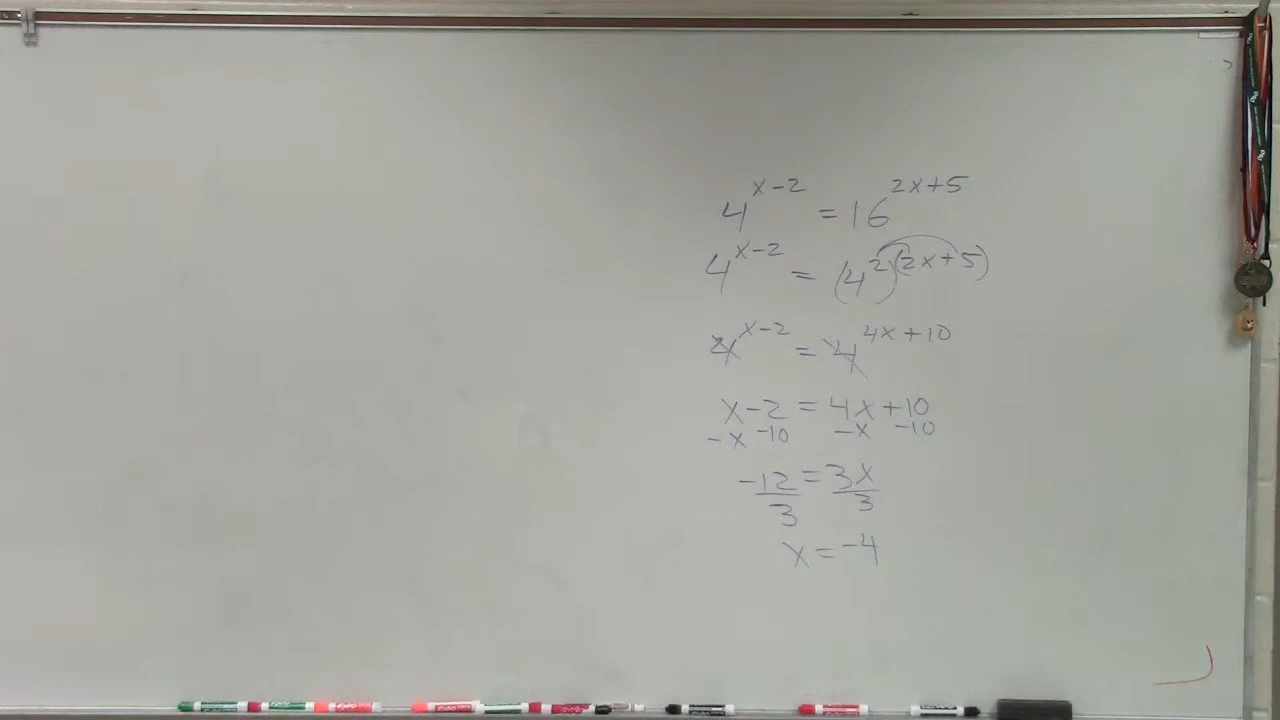 4^{x-2} = 16^{2x+5}
4^{x-2} = (4^2)^{(2x+5)}
4^{x-2} = 4^{4x+10}
x-2 = 4x+10
-x -10 -x -10
-12/3 = 3x/3
x = -4